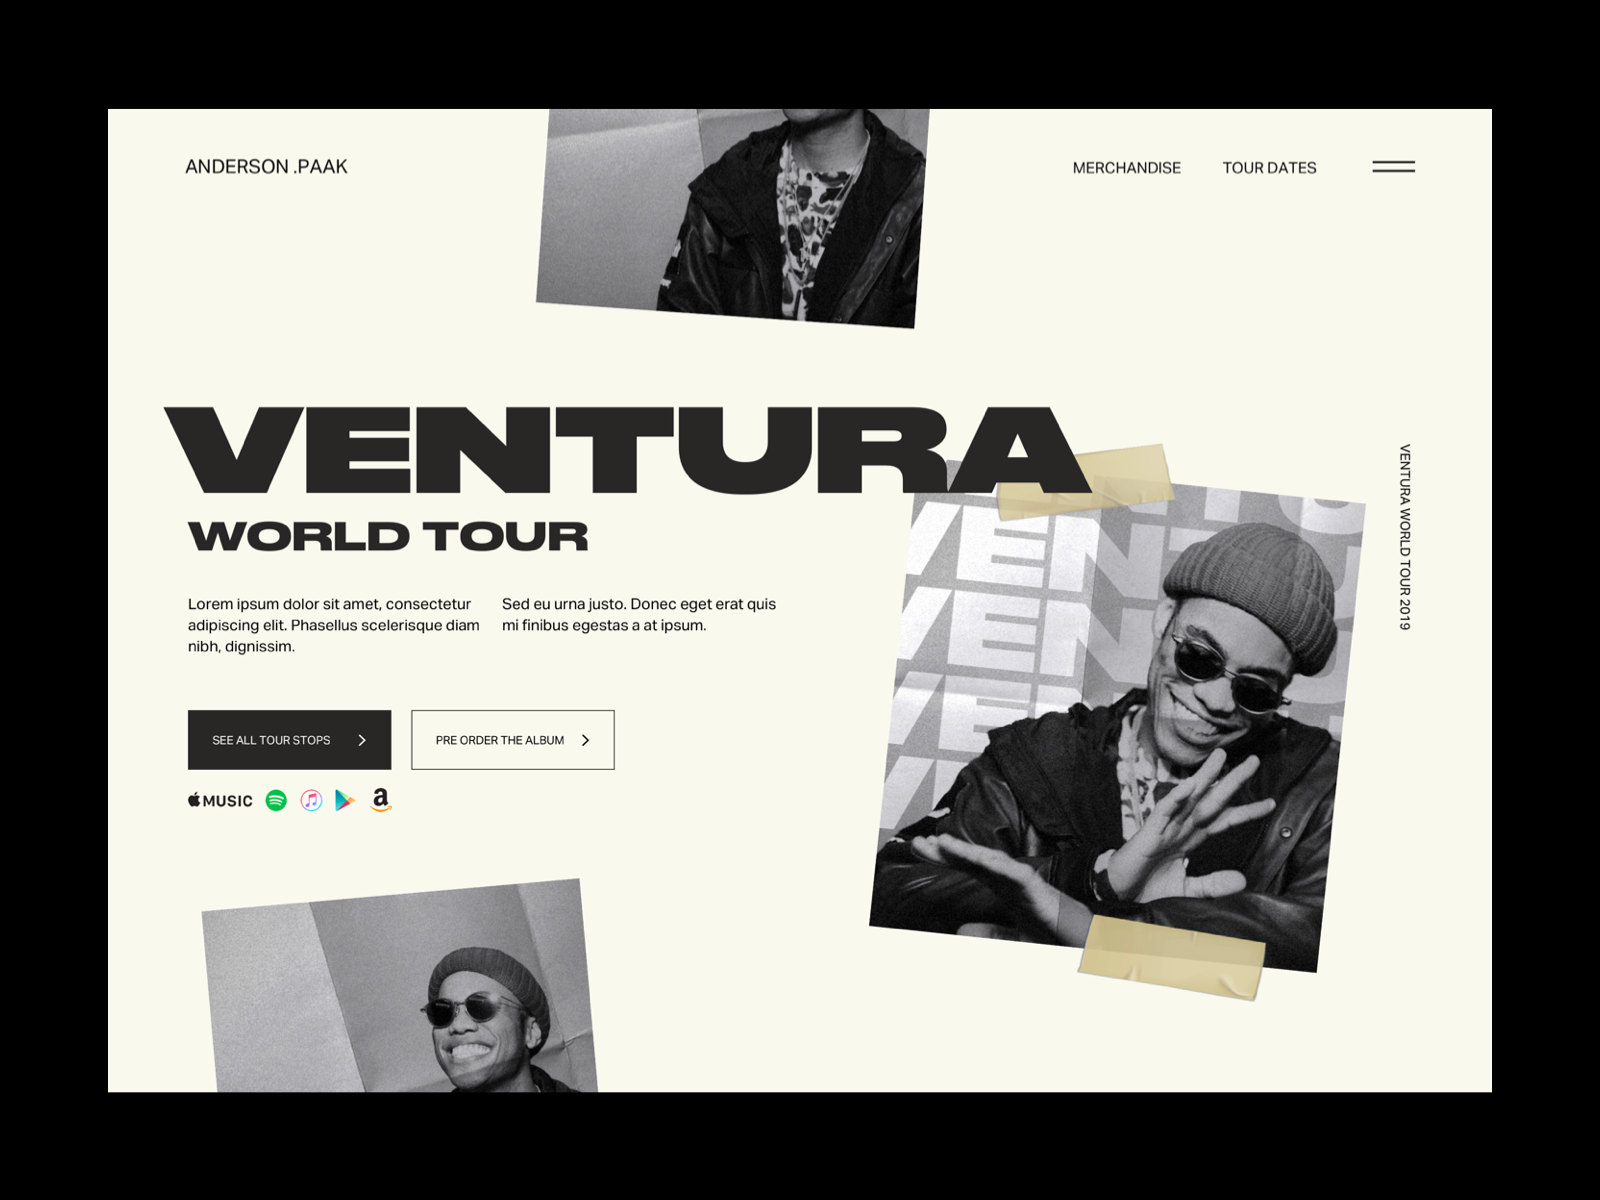 ANDERSON .PAAK
MERCHANDISE
TOUR DATES
VENTURA
WORLD TOUR
Lorem ipsum dolor sit amet, consectetur
adipiscing elit. Phasellus scelerisque diam
nibh, dignissim.
Sed eu urna justo. Donec eget erat quis
mi finibus egestas a at ipsum.
SEE ALL TOUR STOPS
PRE ORDER THE ALBUM
MUSIC
a
VENTURA WORLD TOUR 2019